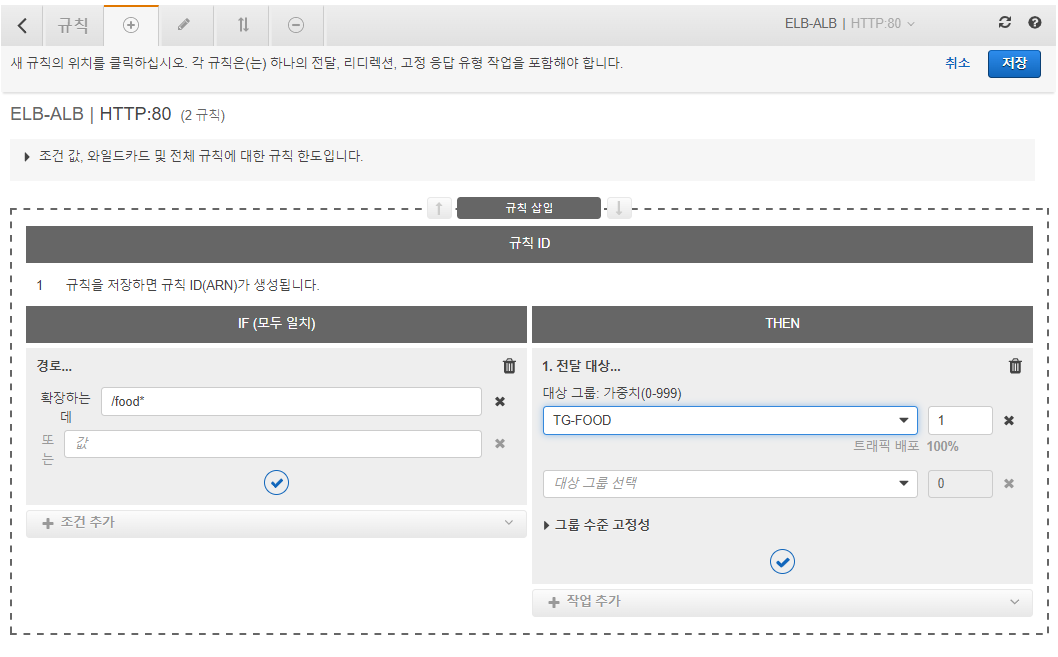 규칙
ELB-ALB | HTTP:80
새 규칙의 위치를 클릭하십시오. 각 규칙은(는) 하나의 전달, 리디렉션, 고정 응답 유형 작업을 포함해야 합니다.
취소
저장
ELB-ALB | HTTP:80 (2 규칙)
조건 값, 와일드카드 및 전체 규칙에 대한 규칙 한도입니다.
규칙 삽입
규칙 ID
1 규칙을 저장하면 규칙 ID(ARN)가 생성됩니다.
IF (모두 일치)
경로...
확장하는
데
/food*
또
는
값
조건 추가
THEN
1. 전달 대상...
대상 그룹: 가중치(0-999)
TG-FOOD 1
트래픽 배포 100%
대상 그룹 선택 0
그룹 수준 고정성
작업 추가